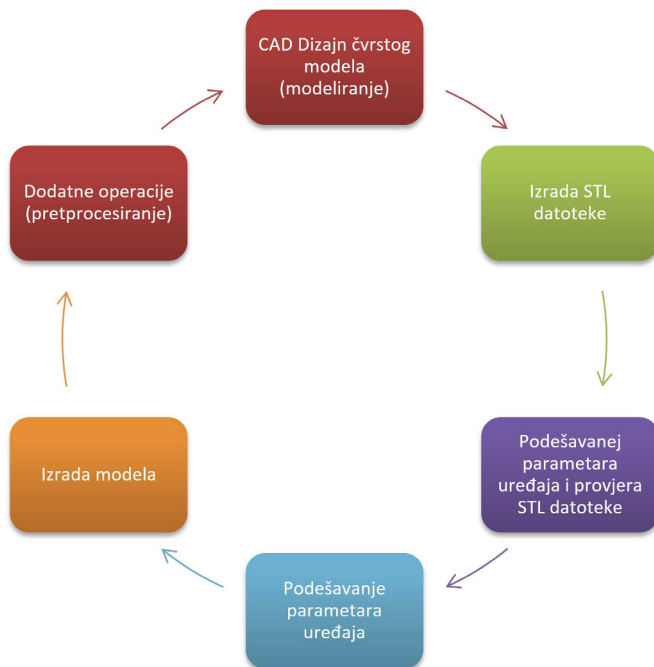 CAD Dizajn čvrstog
modela
(modeliranje)
Izrada STL
datoteke
Podešavanej
parametara
uređaja i provjera
STL datoteke
Podešavanje
parametara
uređaja
Izrada modela
Dodatne operacije
(pretprocesiranje)